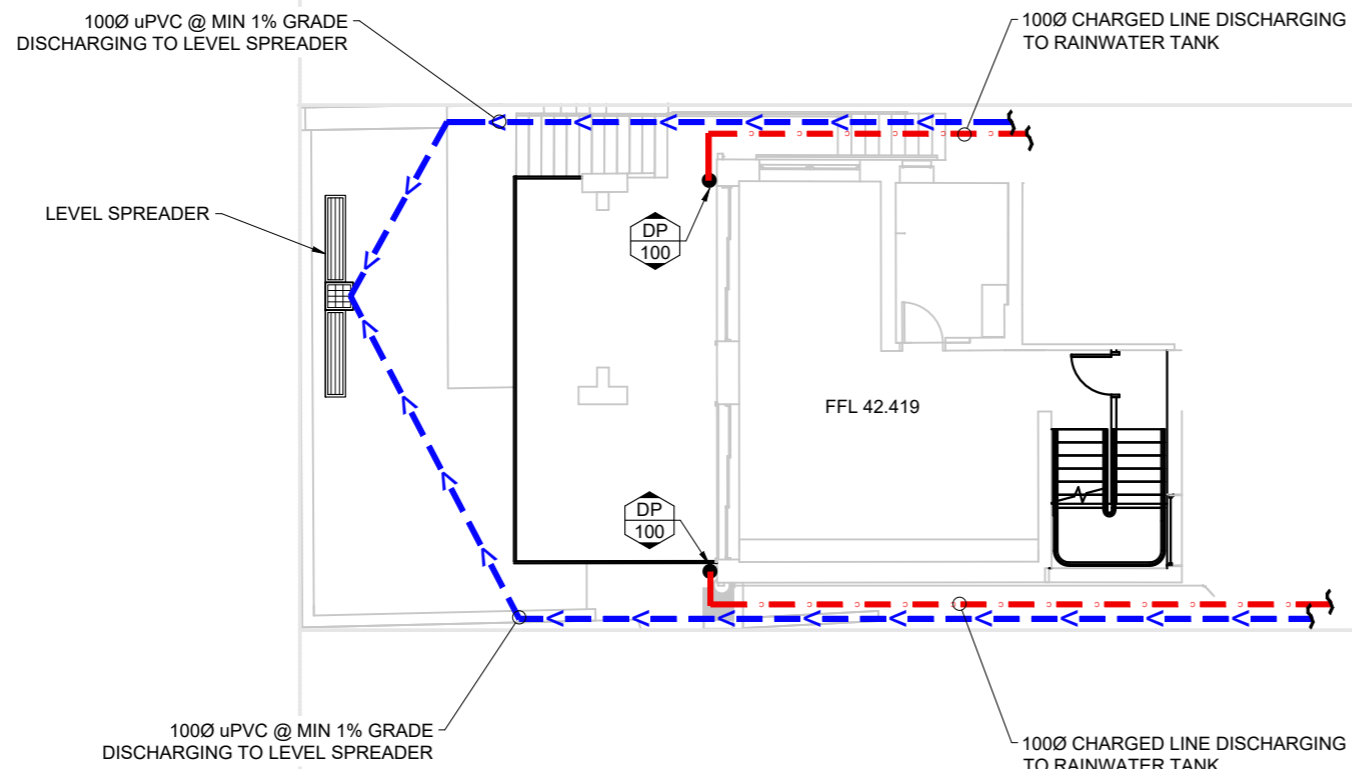 100Ø uPVC @ MIN 1% GRADE
DISCHARGING TO LEVEL SPREADER
100Ø CHARGED LINE DISCHARGING
TO RAINWATER TANK
LEVEL SPREADER
DP
100
FFL 42.419
DP
100
100Ø uPVC @ MIN 1% GRADE
DISCHARGING TO LEVEL SPREADER
100Ø CHARGED LINE DISCHARGING
TO RAINWATER TANK